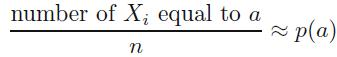 number of X_i equal to a
n
≈ p(a)